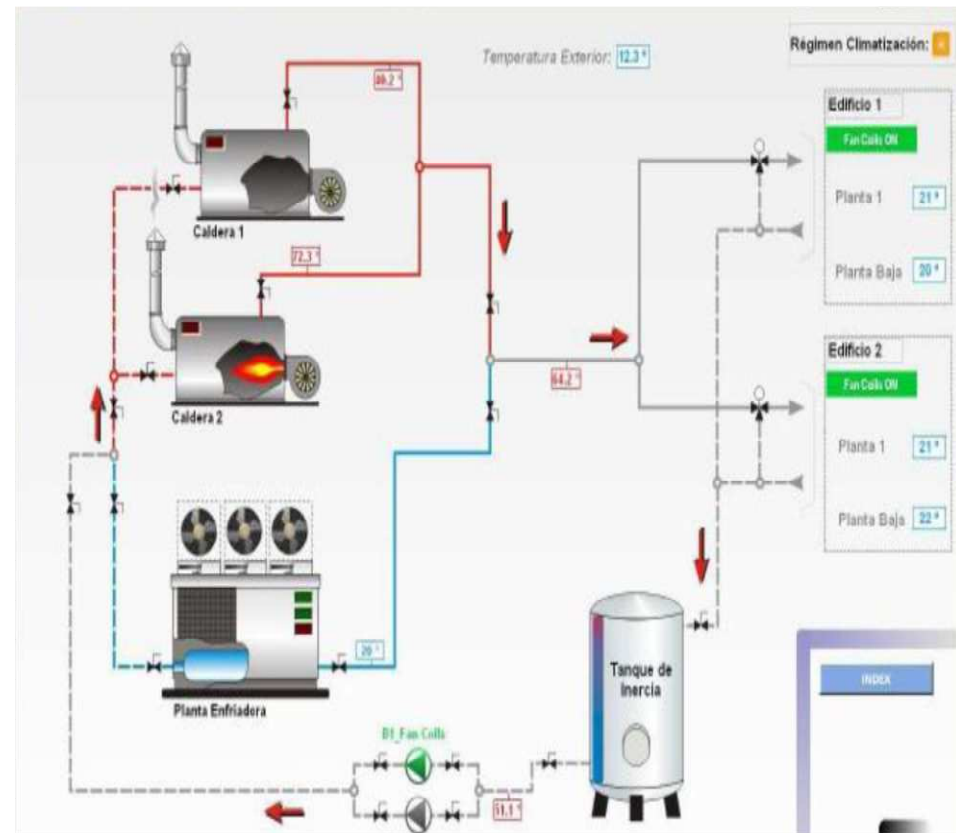 Temperatura Exterior: 12.3 º
Régimen Climatización:
Edificio 1
Fan Coils ON
Planta 1 21 º
Planta Baja 20 º
Caldera 1
72.3 º
Caldera 2
64.2 º
Edificio 2
Fan Coils ON
Planta 1 21 º
Planta Baja 22 º
20 º
Planta Enfriadora
Tanque de
Inercia
INDEX
B1_Fan Coils
51.1 º